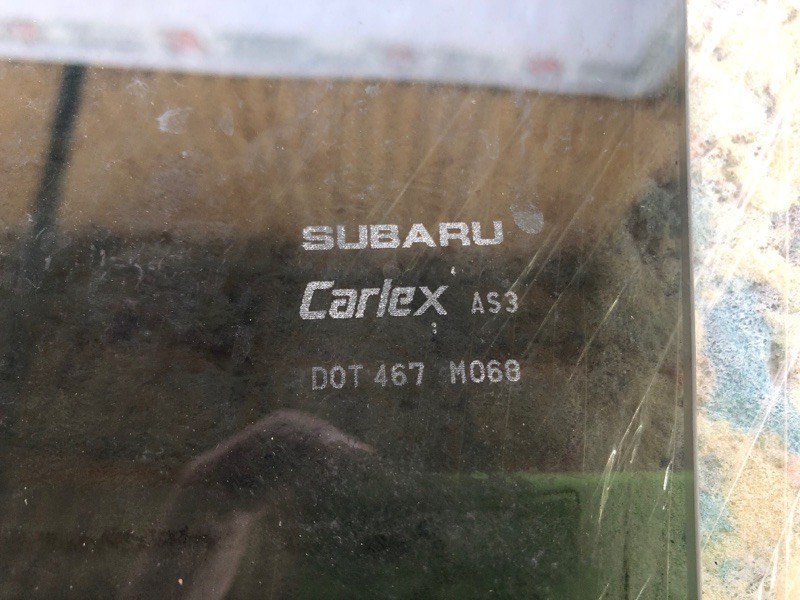 SUBARU
Carlex AS3
DOT 467 M068